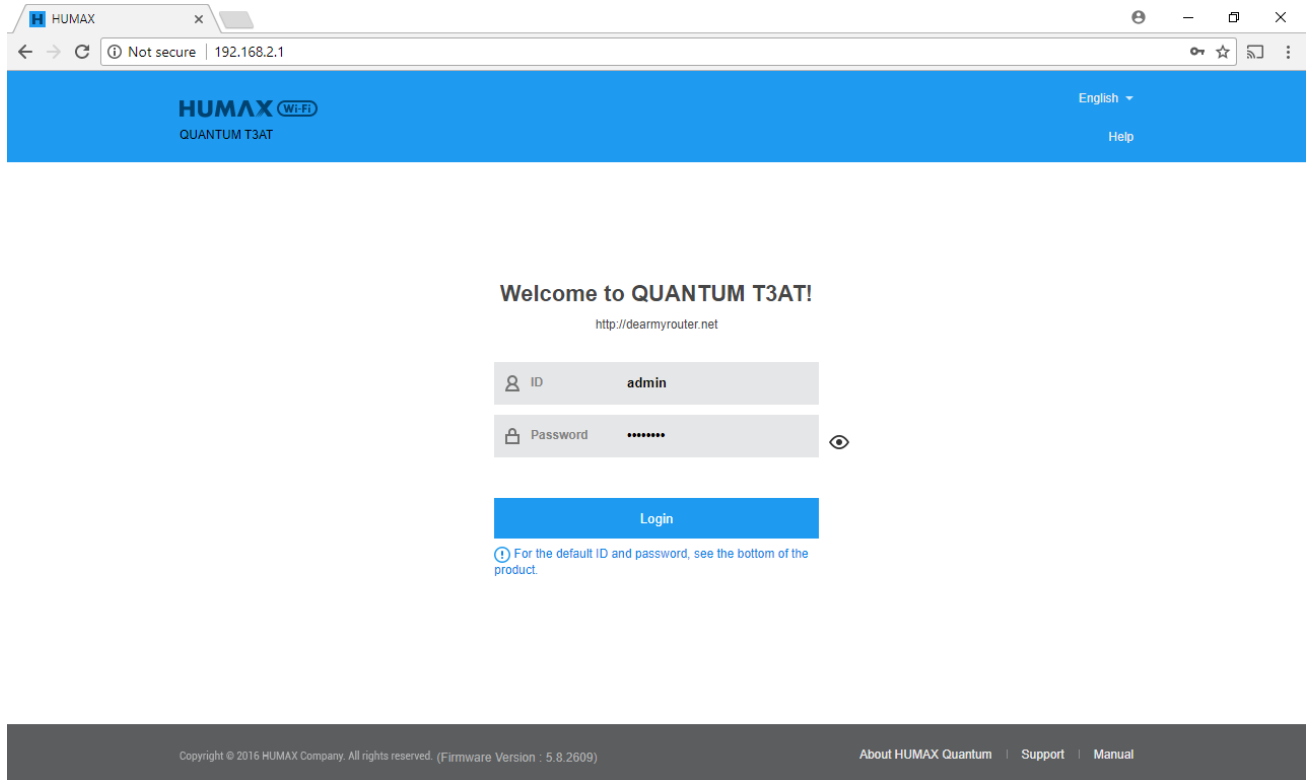 HUMAX
Not secure | 192.168.2.1
HUMAX Wi-Fi
QUANTUM T3AT
English
Help
Welcome to QUANTUM T3AT!
http://dearmyrouter.net
ID admin
Password ••••••••
Login
For the default ID and password, see the bottom of the
product.
Copyright © 2016 HUMAX Company. All rights reserved. (Firmware Version : 5.8.2609)
About HUMAX Quantum | Support | Manual